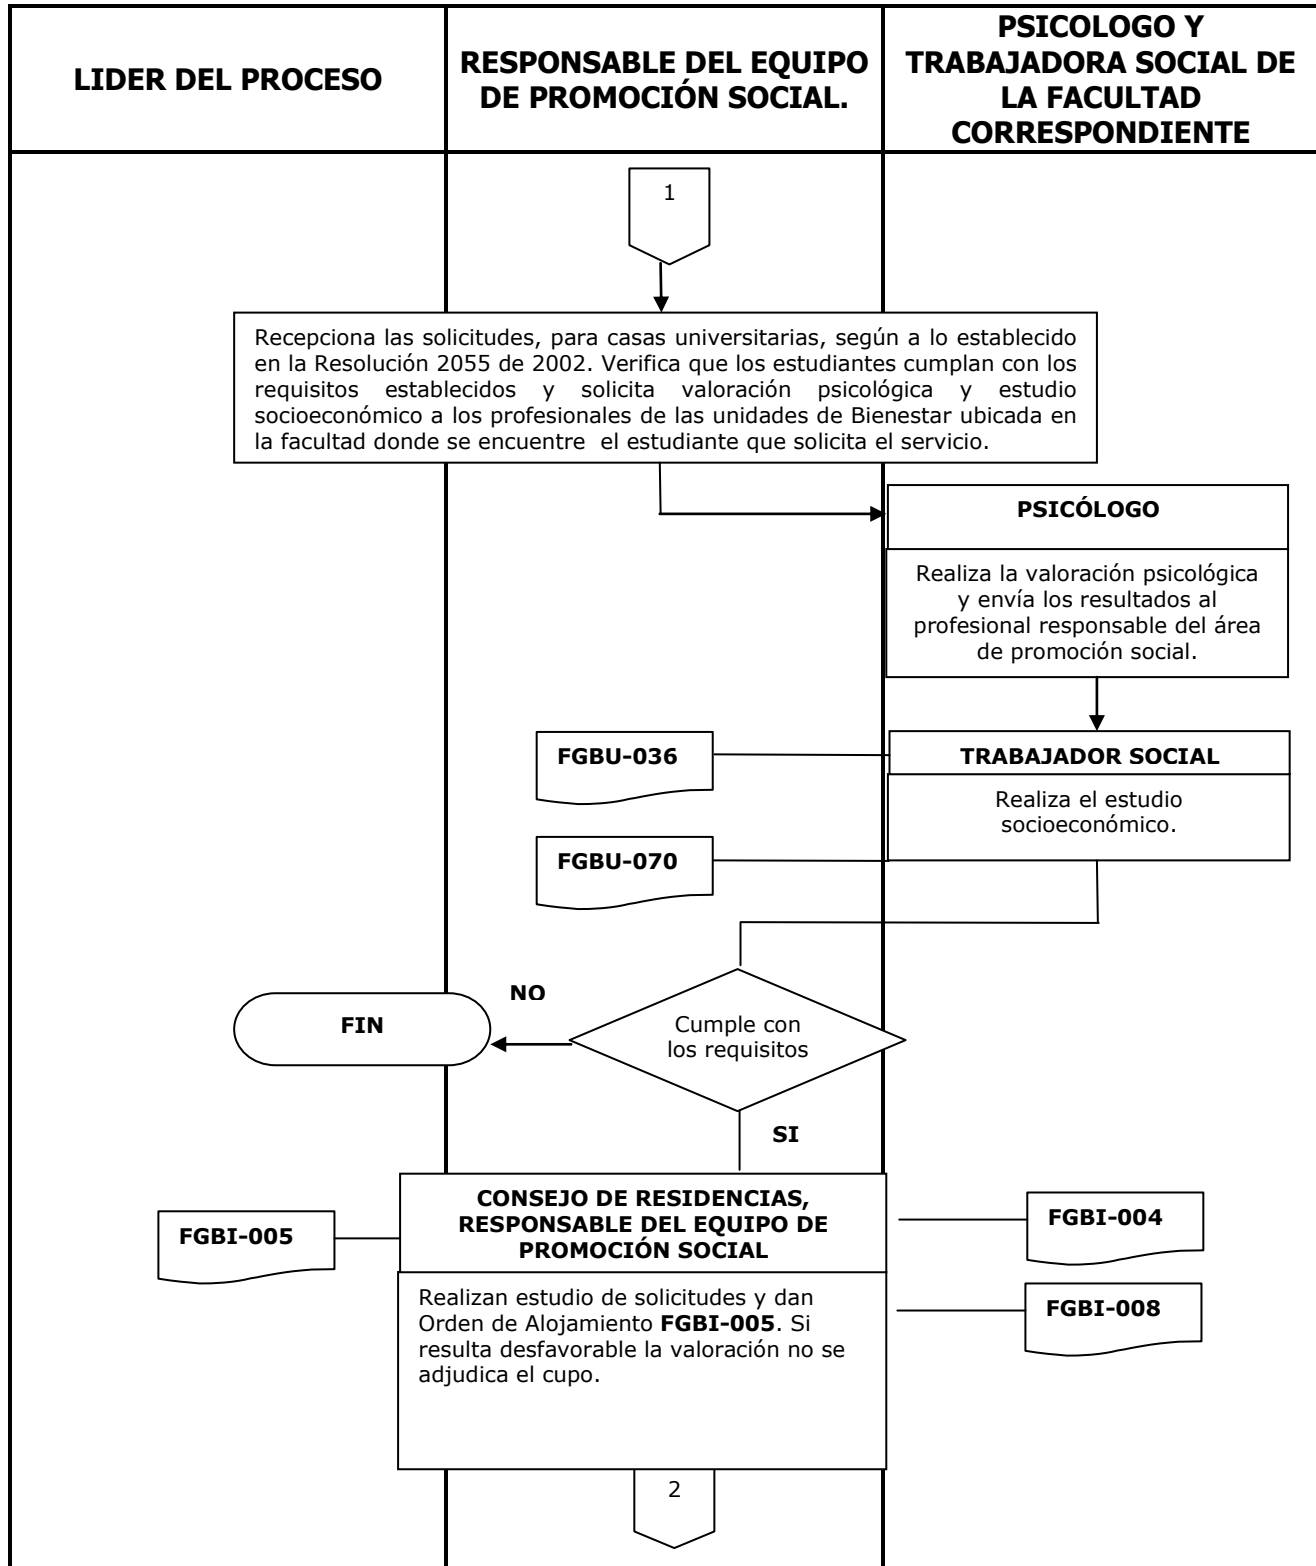 LIDER DEL PROCESO
RESPONSABLE DEL EQUIPO
DE PROMOCIÓN SOCIAL.
PSICOLOGO Y
TRABAJADORA SOCIAL DE
LA FACULTAD
CORRESPONDIENTE
1
Recepciona las solicitudes, para casas universitarias, según a lo establecido
en la Resolución 2055 de 2002. Verifica que los estudiantes cumplan con los
requisitos establecidos y solicita valoración psicológica y estudio
socioeconómico a los profesionales de las unidades de Bienestar ubicada en
la facultad donde se encuentre el estudiante que solicita el servicio.
PSICÓLOGO
Realiza la valoración psicológica
y envía los resultados al
profesional responsable del área
de promoción social.
FGBU-036
TRABAJADOR SOCIAL
Realiza el estudio
socioeconómico.
FGBU-070
NO
FIN
Cumple con
los requisitos
SI
CONSEJO DE RESIDENCIAS,
RESPONSABLE DEL EQUIPO DE
PROMOCIÓN SOCIAL
FGBI-005
FGBI-004
Realizan estudio de solicitudes y dan
Orden de Alojamiento FGBI-005. Si
resulta desfavorable la valoración no se
adjudica el cupo.
FGBI-008
2